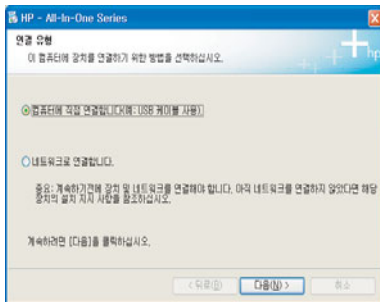 HP - All-In-One Series
연결 유형
이 컴퓨터에 장치를 연결하기 위한 방법을 선택하십시오.
hp
컴퓨터에 직접 연결합니다(예: USB 케이블 사용).
네트워크로 연결합니다.
중요: 계속하기전에 장치 및 네트워크를 연결해야 합니다. 아직 네트워크를 연결하지 않았다면 해당
장치의 설치 지시 사항을 참조하십시오.
계속하려면 [다음]을 클릭하십시오.
< 뒤로(B) 다음(N) > 취소